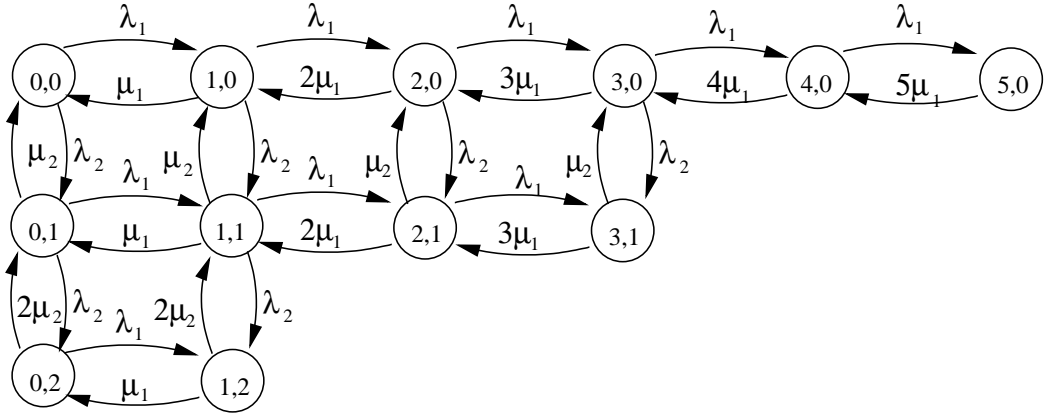 λ₁ λ₁ λ₁ λ₁ λ₁
0,0 1,0 2,0 3,0 4,0 5,0
μ₁ 2μ₁ 3μ₁ 4μ₁ 5μ₁
μ₂ λ₂ μ₂ λ₂ μ₂ λ₂ μ₂ λ₂
λ₁ λ₁ λ₁
0,1 1,1 2,1 3,1
μ₁ 2μ₁ 3μ₁
2μ₂ λ₂ 2μ₂ λ₂
λ₁
0,2 1,2
μ₁